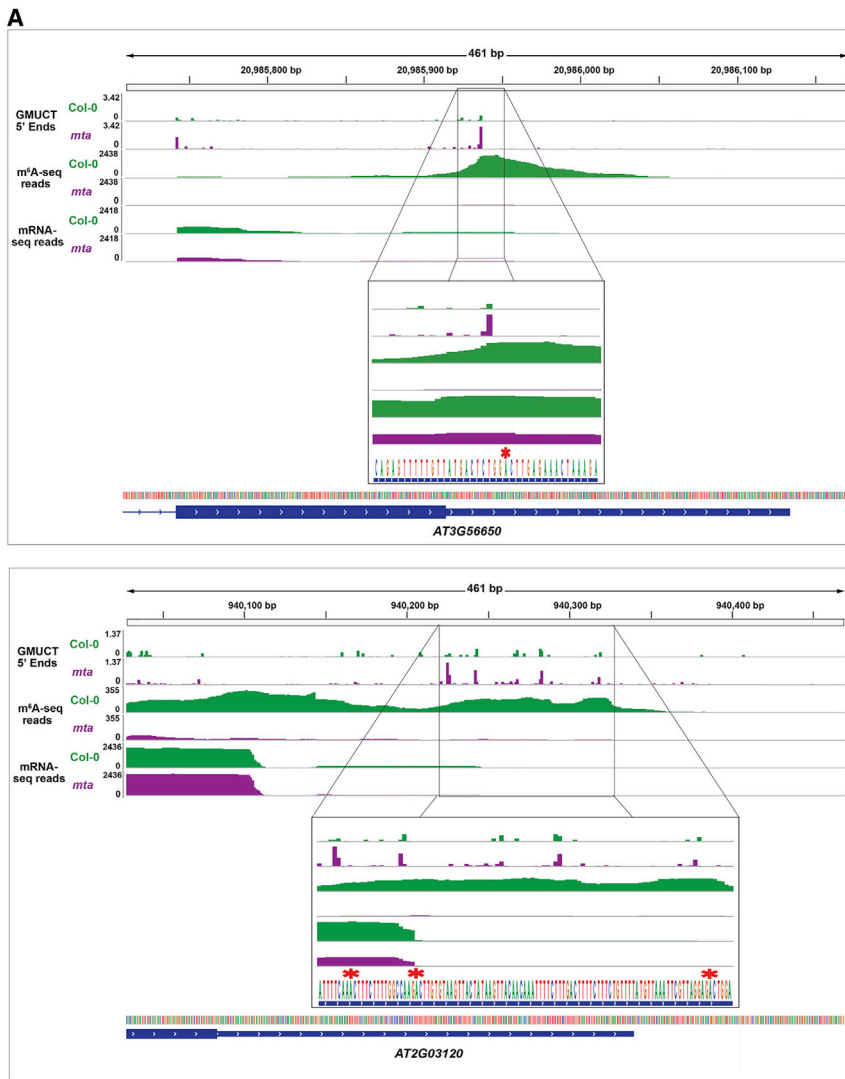 A
461 bp
20,985,800 bp 20,985,900 bp 20,986,000 bp 20,986,100 bp
GMUCT
5' Ends
Col-0
3.42
0
mta
3.42
0
m⁶A-seq
reads
Col-0
2438
0
mta
2438
0
mRNA-
seq reads
Col-0
2418
0
mta
2418
0
*
CAGAGTTTTTGTTATGACTCTGGACTTGAGAAACTAAAGA
AT3G56650
461 bp
940,100 bp 940,200 bp 940,300 bp 940,400 bp
GMUCT
5' Ends
Col-0
1.37
0
mta
1.37
0
m⁶A-seq
reads
Col-0
355
0
mta
355
0
mRNA-
seq reads
Col-0
2436
0
mta
2436
0
* * *
ATTTTCAAACTTTCTTTGGGCCAAGACTTGTGTAAGTTACTATAAGTTACAACAAATTTTCTTTGACTTTTCTTTCTGTTTATGTTAAATTCGTTAGGAGACTGGA
AT2G03120